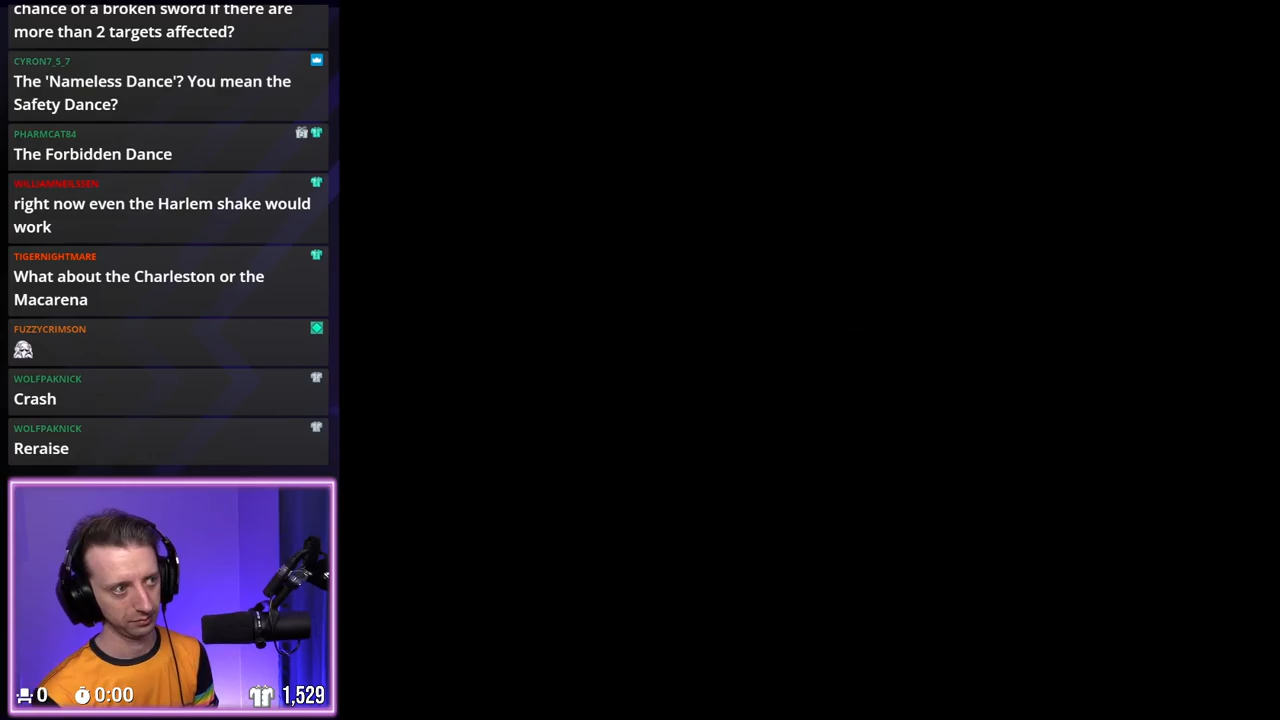 chance of a broken sword if there are
more than 2 targets affected?
CYRON7_5_7
The 'Nameless Dance'? You mean the
Safety Dance?
PHARMCAT84
The Forbidden Dance
WILLIAMNEILSSEN
right now even the Harlem shake would
work
TIGERNIGHTMARE
What about the Charleston or the
Macarena
FUZZYCRIMSON
WOLFPAKNICK
Crash
WOLFPAKNICK
Reraise
0 0:00 1,529